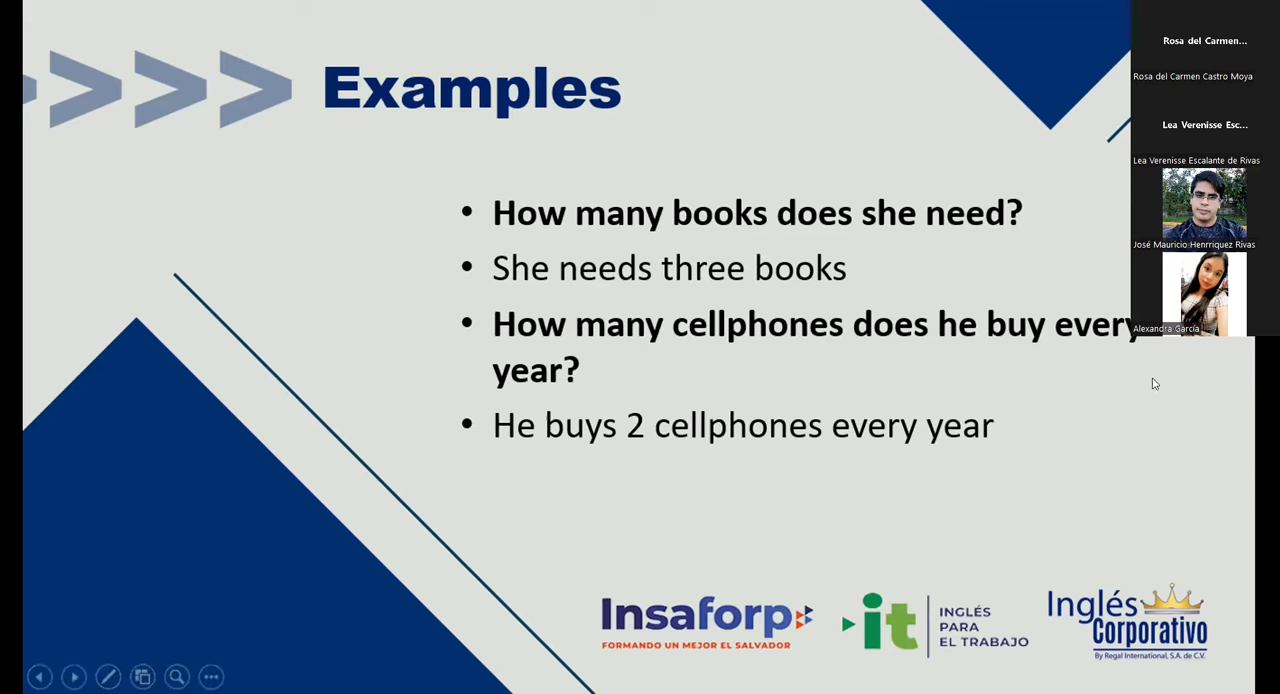 Examples
• How many books does she need?
• She needs three books
• How many cellphones does he buy every
year?
• He buys 2 cellphones every year
Rosa del Carmen...
Rosa del Carmen Castro Moya
Lea Verenisse Esc...
Lea Verenisse Escalante de Rivas
José Mauricio Henrriquez Rivas
Alexandra García
Insaforp
FORMANDO UN MEJOR EL SALVADOR
it
INGLÉS
PARA
EL TRABAJO
Inglés
Corporativo
By Regal International, S.A. de C.V.